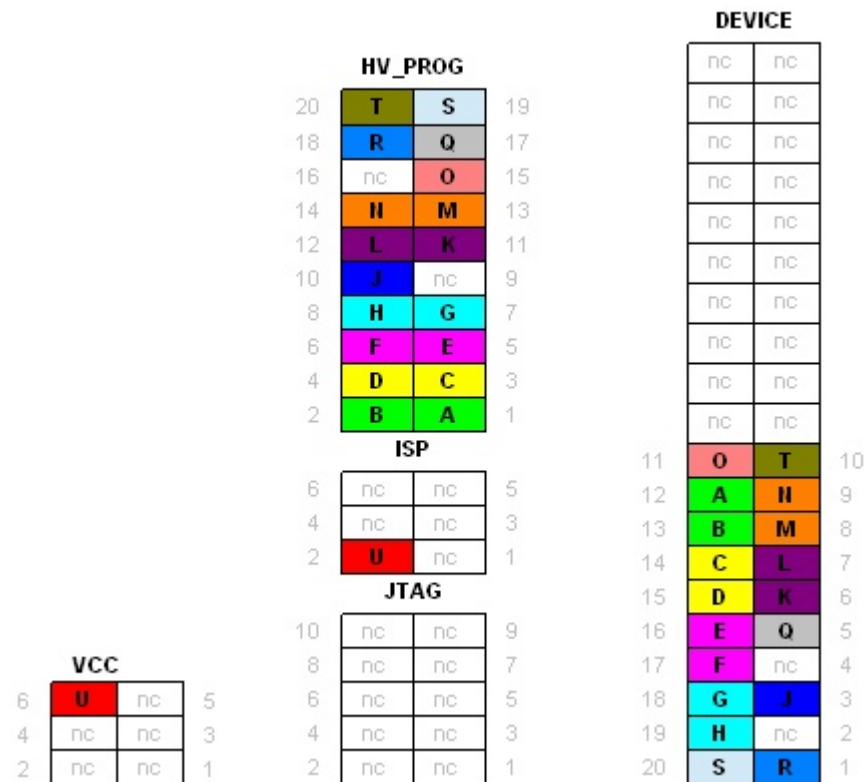 DEVICE
nc nc
HV_PROG
nc nc
20 T S 19
nc nc
18 R Q 17
nc nc
16 nc O 15
nc nc
14 N M 13
nc nc
12 L K 11
nc nc
10 J nc 9
nc nc
8 H G 7
nc nc
6 F E 5
nc nc
4 D C 3
nc nc
2 B A 1
ISP
11 O T 10
6 nc nc 5
12 A N 9
4 nc nc 3
13 B M 8
2 U nc 1
14 C L 7
JTAG
15 D K 6
10 nc nc 9
16 E Q 5
VCC
8 nc nc 7
17 F nc 4
6 U nc 5
6 nc nc 5
18 G J 3
4 nc nc 3
4 nc nc 3
19 H nc 2
2 nc nc 1
2 nc nc 1
20 S R 1